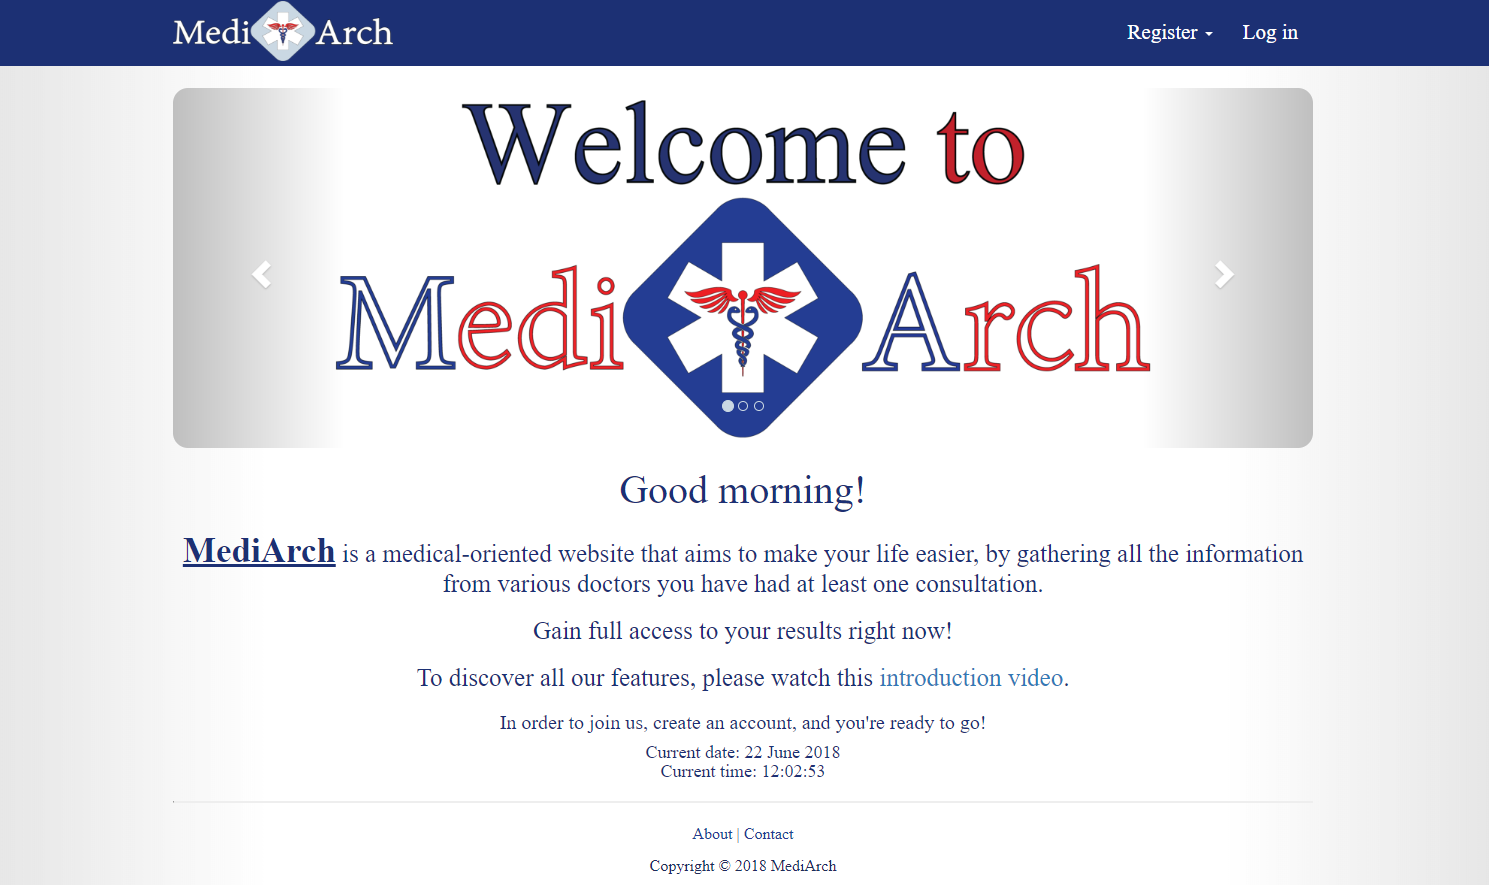 Medi Arch
Register
Log in
Welcome to
Medi Arch
Good morning!
MediArch is a medical-oriented website that aims to make your life easier, by gathering all the information
from various doctors you have had at least one consultation.
Gain full access to your results right now!
To discover all our features, please watch this introduction video.
In order to join us, create an account, and you're ready to go!
Current date: 22 June 2018
Current time: 12:02:53
About | Contact
Copyright © 2018 MediArch